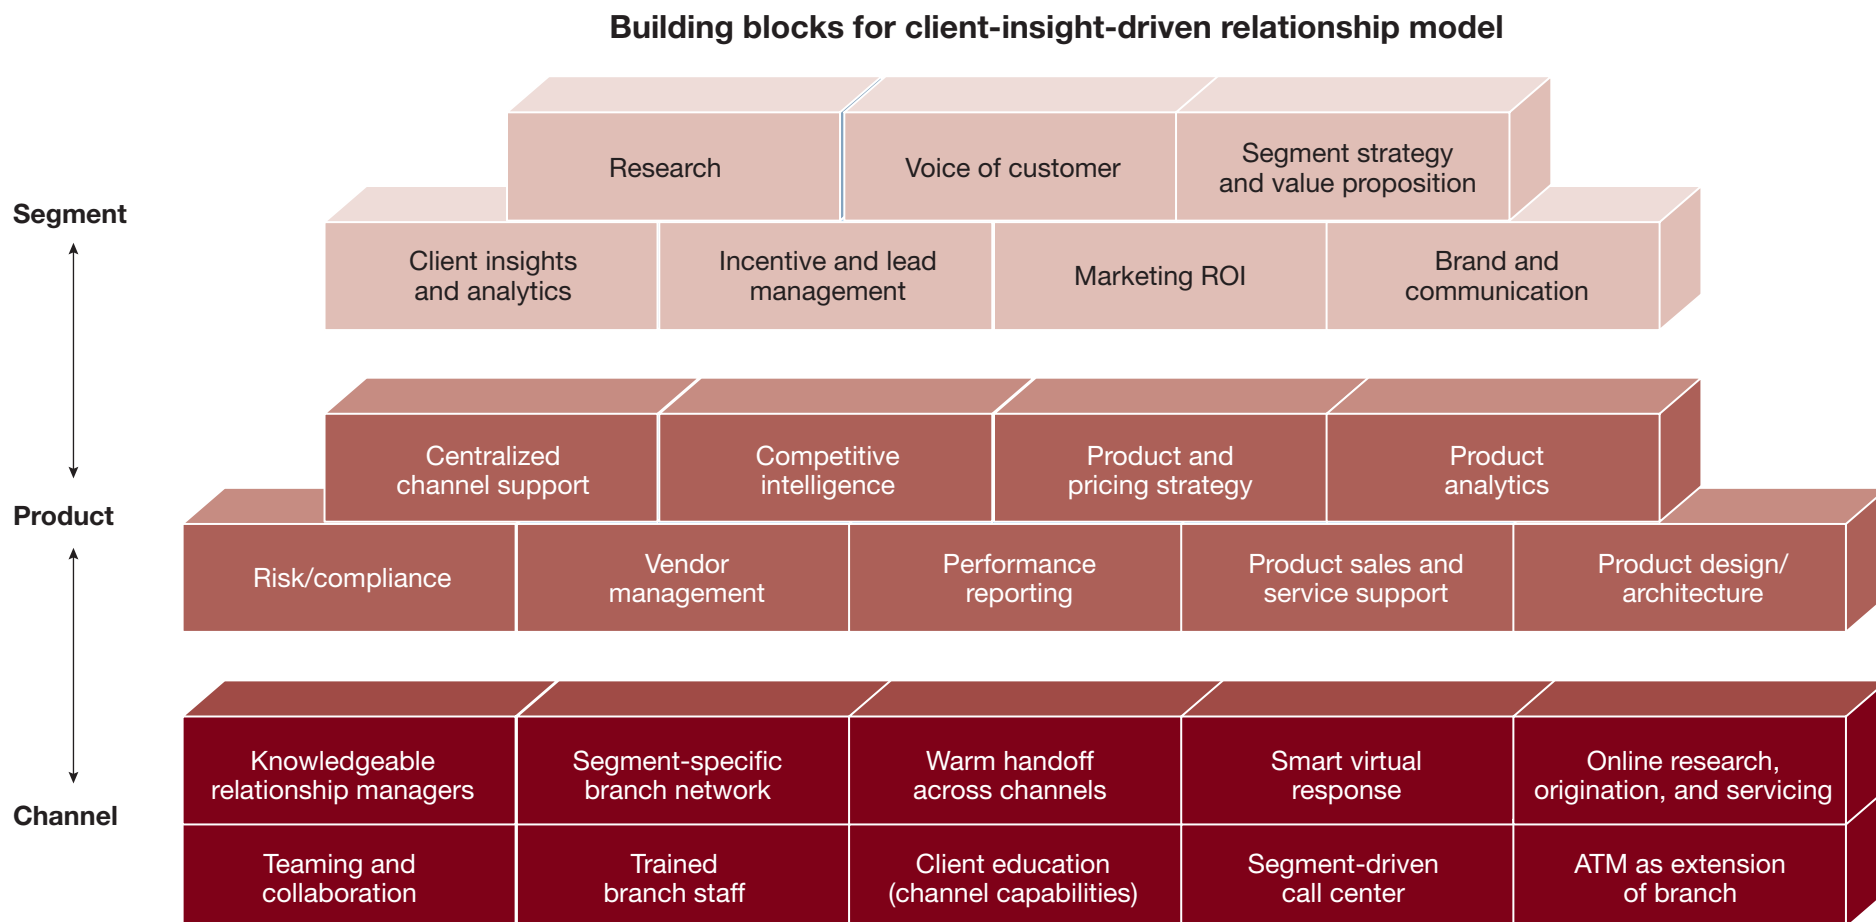 Building blocks for client-insight-driven relationship model
Research
Voice of customer
Segment strategy
and value proposition
Segment
Client insights
and analytics
Incentive and lead
management
Marketing ROI
Brand and
communication
Centralized
channel support
Competitive
intelligence
Product and
pricing strategy
Product
analytics
Product
Risk/compliance
Vendor
management
Performance
reporting
Product sales and
service support
Product design/
architecture
Knowledgeable
relationship managers
Segment-specific
branch network
Warm handoff
across channels
Smart virtual
response
Online research,
origination, and servicing
Channel
Teaming and
collaboration
Trained
branch staff
Client education
(channel capabilities)
Segment-driven
call center
ATM as extension
of branch